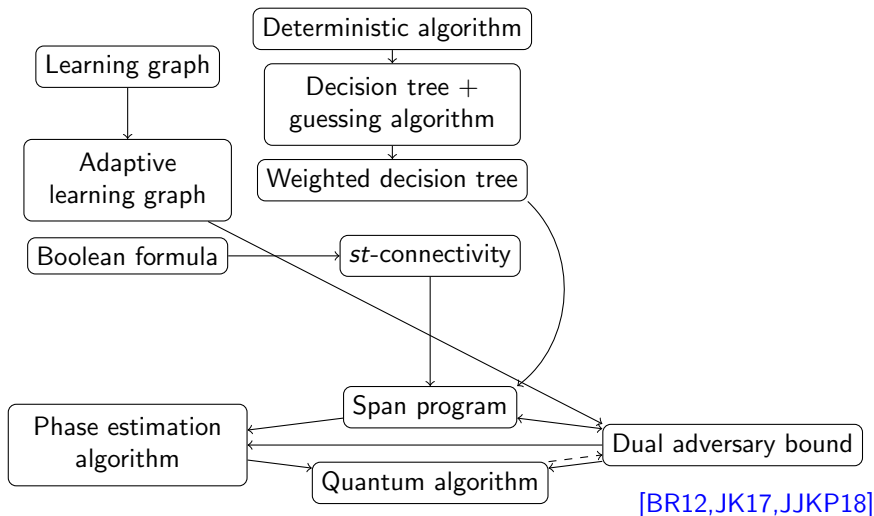 Deterministic algorithm
Learning graph
Decision tree +
guessing algorithm
Adaptive
learning graph
Weighted decision tree
Boolean formula
st-connectivity
Span program
Phase estimation
algorithm
Dual adversary bound
Quantum algorithm
[BR12,JK17,JJKP18]